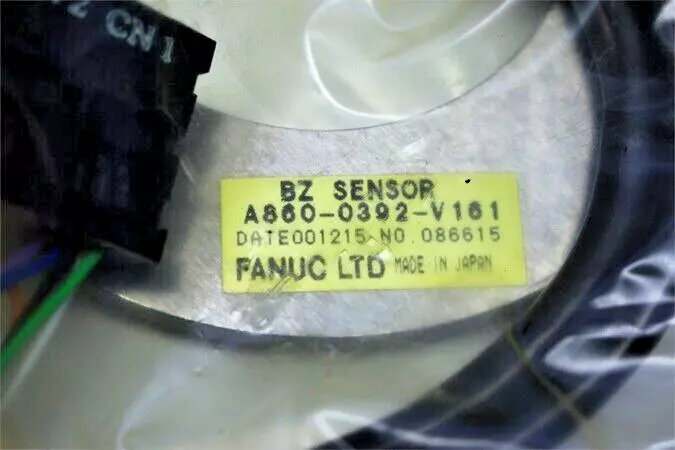 CN1
BZ SENSOR
A860-0392-V161
DATE001215 NO. 086615
FANUC LTD MADE IN JAPAN